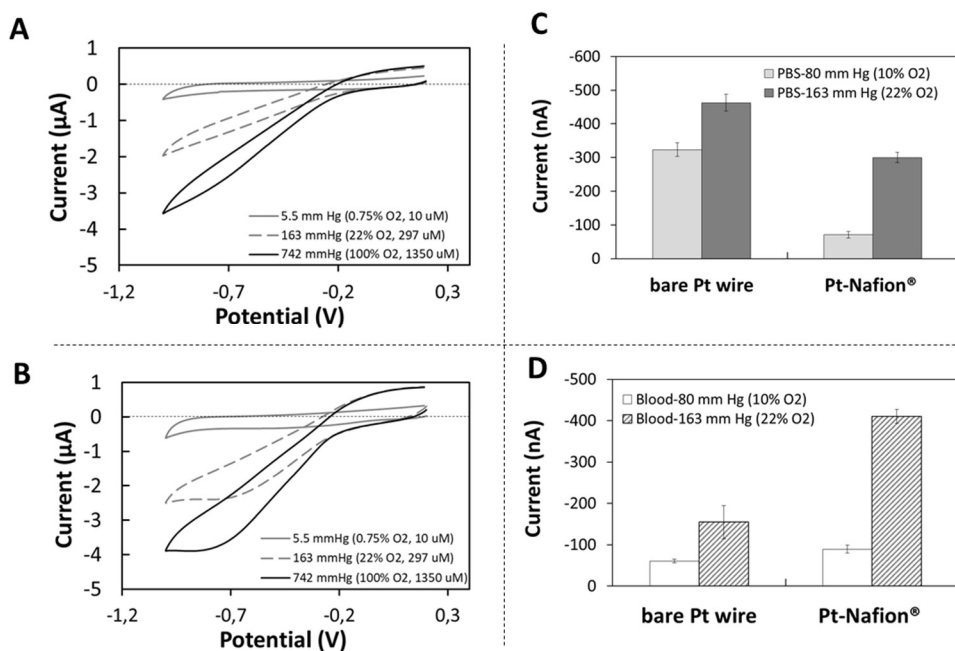 A
Current (µA)
1
0
-1
-2
-3
-4
-5
5.5 mm Hg (0.75% O2, 10 uM)
163 mmHg (22% O2, 297 uM)
742 mmHg (100% O2, 1350 uM)
-1,2
-0,7
-0,2
0,3
Potential (V)
B
Current (µA)
1
0
-1
-2
-3
-4
-5
5.5 mmHg (0.75% O2, 10 uM)
163 mmHg (22% O2, 297 uM)
742 mmHg (100% O2, 1350 uM)
-1,2
-0,7
-0,2
0,3
Potential (V)
C
Current (nA)
-600
-500
-400
-300
-200
-100
0
PBS-80 mm Hg (10% O2)
PBS-163 mm Hg (22% O2)
bare Pt wire
Pt-Nafion®
D
Current (nA)
-500
-400
-300
-200
-100
0
Blood-80 mm Hg (10% O2)
Blood-163 mm Hg (22% O2)
bare Pt wire
Pt-Nafion®